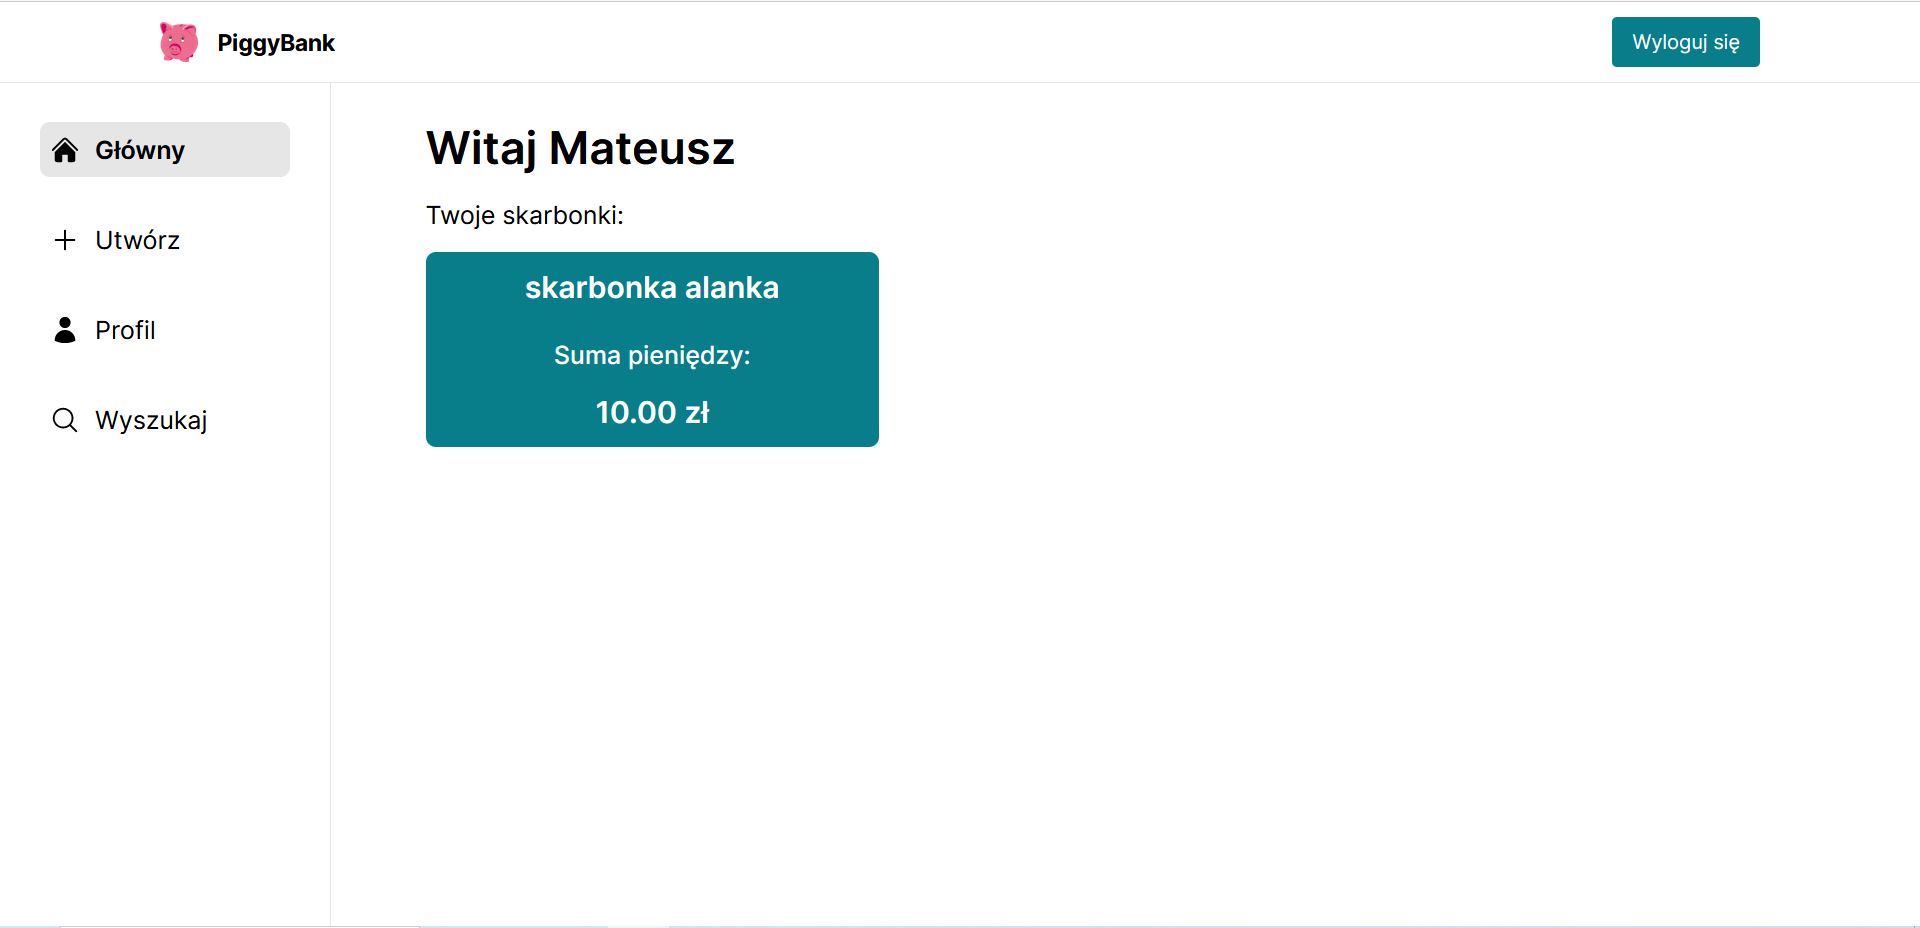 PiggyBank
Wyloguj się
Główny
Utwórz
Profil
Wyszukaj
Witaj Mateusz
Twoje skarbonki:
skarbonka alanka
Suma pieniędzy:
10.00 zł